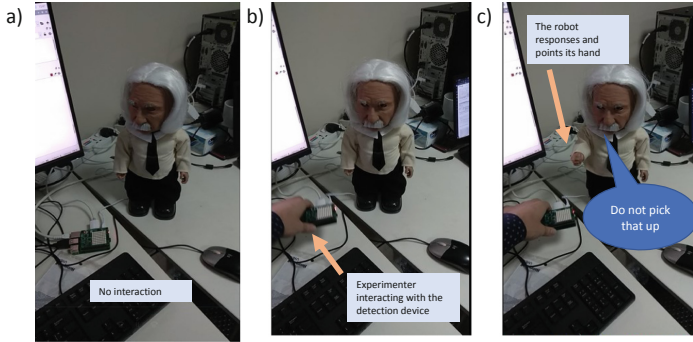 a)
b)
c)
No interaction
Experimenter
interacting with the
detection device
The robot
responses and
points its hand
Do not pick
that up